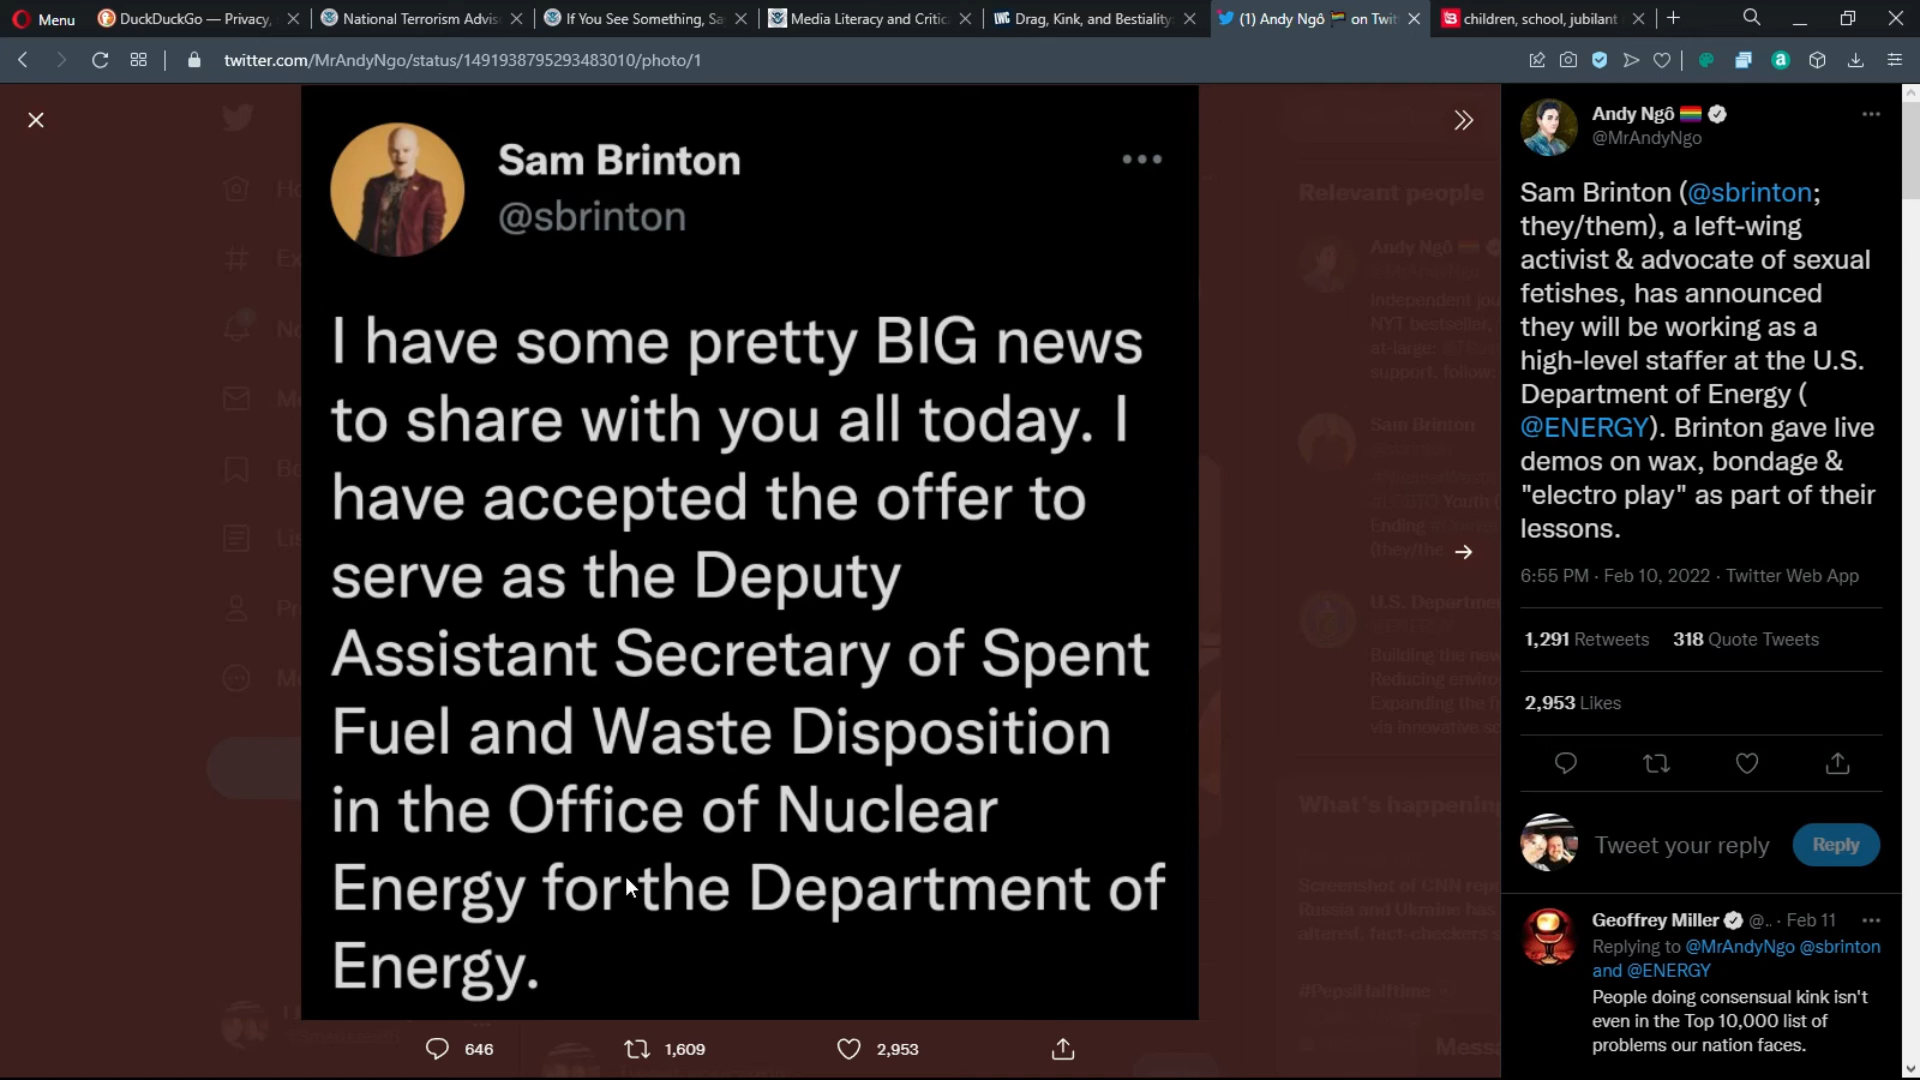 Menu
DuckDuckGo — Privacy,
National Terrorism Advis
If You See Something, Sa
Media Literacy and Critic
LWC Drag, Kink, and Bestiality
(1) Andy Ngô 🏳️‍🌈 on Twit
children, school, jubilant
twitter.com/MrAndyNgo/status/1491938795293483010/photo/1
Sam Brinton
@sbrinton
I have some pretty BIG news
to share with you all today. I
have accepted the offer to
serve as the Deputy
Assistant Secretary of Spent
Fuel and Waste Disposition
in the Office of Nuclear
Energy for the Department of
Energy.
646
1,609
2,953
Relevant people
Andy Ngô
Independent jou
NYT bestseller,
support, follow:
Sam Brinton
U.S. Departme
Building the new
Reducing enviro
Expanding the f
via innovative sc
What's happening
Screenshot of CNN rep
Russia and Ukraine has
altered, fact-checkers s
Andy Ngô 🏳️‍🌈
@MrAndyNgo
Sam Brinton (@sbrinton;
they/them), a left-wing
activist & advocate of sexual
fetishes, has announced
they will be working as a
high-level staffer at the U.S.
Department of Energy (
@ENERGY). Brinton gave live
demos on wax, bondage &
"electro play" as part of their
lessons.
6:55 PM · Feb 10, 2022 · Twitter Web App
1,291 Retweets 318 Quote Tweets
2,953 Likes
Tweet your reply
Reply
Geoffrey Miller @.. · Feb 11
Replying to @MrAndyNgo @sbrinton
and @ENERGY
People doing consensual kink isn't
even in the Top 10,000 list of
problems our nation faces.